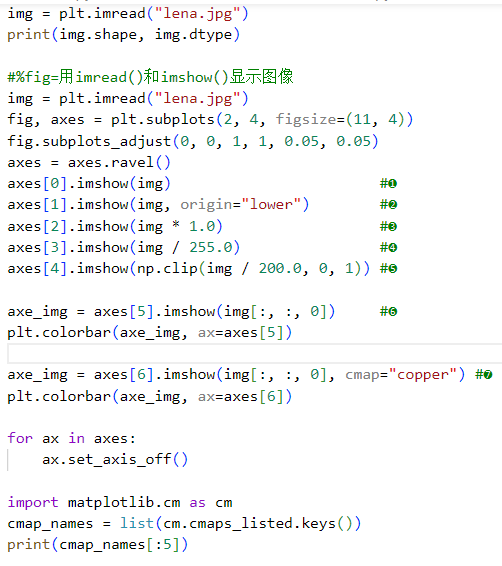 img = plt.imread("lena.jpg")
print(img.shape, img.dtype)
#%fig=用imread()和imshow()显示图像
img = plt.imread("lena.jpg")
fig, axes = plt.subplots(2, 4, figsize=(11, 4))
fig.subplots_adjust(0, 0, 1, 1, 0.05, 0.05)
axes = axes.ravel()
axes[0].imshow(img) #❶
axes[1].imshow(img, origin="lower") #❷
axes[2].imshow(img * 1.0) #❸
axes[3].imshow(img / 255.0) #❹
axes[4].imshow(np.clip(img / 200.0, 0, 1)) #❺
axe_img = axes[5].imshow(img[:, :, 0]) #❻
plt.colorbar(axe_img, ax=axes[5])
axe_img = axes[6].imshow(img[:, :, 0], cmap="copper") #❼
plt.colorbar(axe_img, ax=axes[6])
for ax in axes:
    ax.set_axis_off()
import matplotlib.cm as cm
cmap_names = list(cm.cmaps_listed.keys())
print(cmap_names[:5])